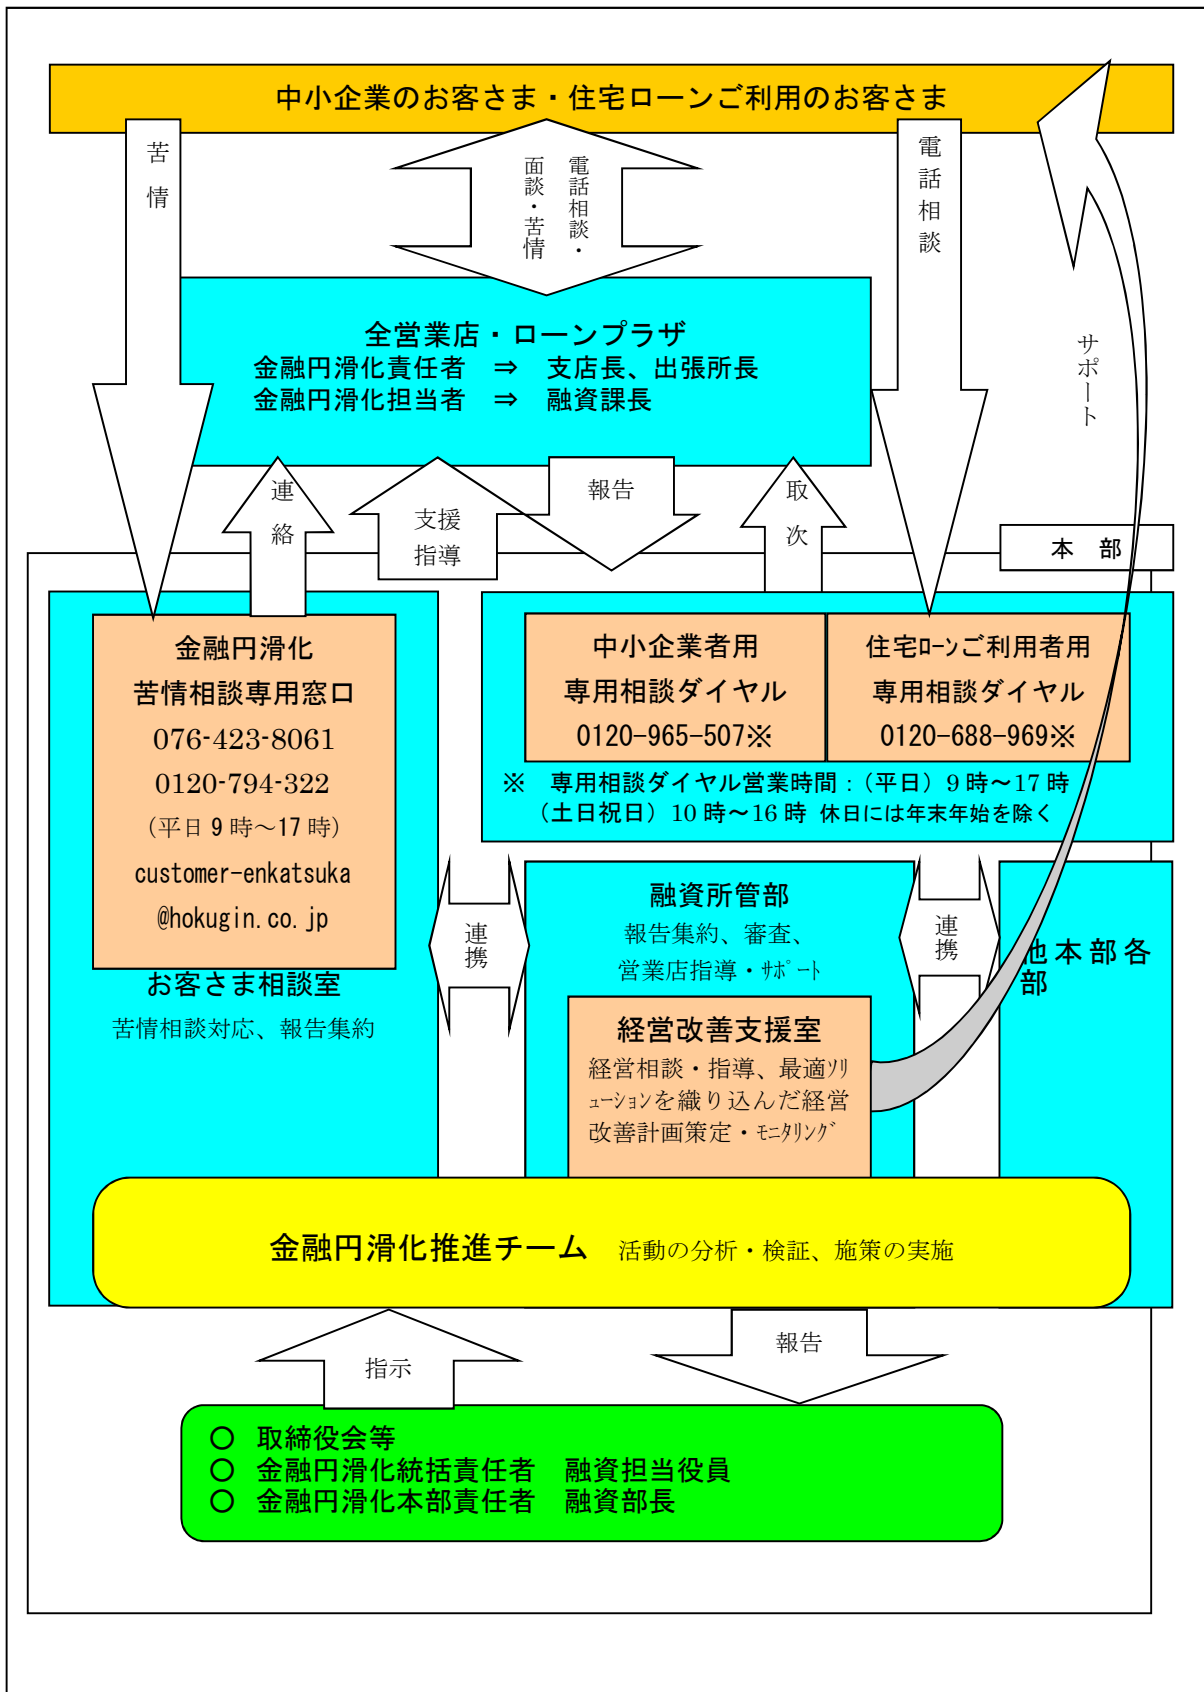 中小企業のお客さま・住宅ローンご利用のお客さま
苦情
電話相談・
面談・苦情
電話相談
全営業店・ローンプラザ
金融円滑化責任者　⇒　支店長、出張所長
金融円滑化担当者　⇒　融資課長
サポート
連絡
支援
指導
報告
取次
本　部
金融円滑化
苦情相談専用窓口
076-423-8061
0120-794-322
（平日 9 時～17 時）
customer-enkatsuka
@hokugin.co.jp
お客さま相談室
苦情相談対応、報告集約
中小企業者用
専用相談ダイヤル
0120-965-507※
住宅ﾛｰﾝご利用者用
専用相談ダイヤル
0120-688-969※
※　専用相談ダイヤル営業時間：（平日）9 時～17 時
（土日祝日）10 時～16 時 休日には年末年始を除く
連携
融資所管部
報告集約、審査、
営業店指導・ｻﾎﾟｰﾄ
連携
他本部各
部
経営改善支援室
経営相談・指導、最適ｿﾘ
ｭｰｼｮﾝを織り込んだ経営
改善計画策定・ﾓﾆﾀﾘﾝｸﾞ
金融円滑化推進チーム　活動の分析・検証、施策の実施
指示
報告
○　取締役会等
○　金融円滑化統括責任者　融資担当役員
○　金融円滑化本部責任者　融資部長